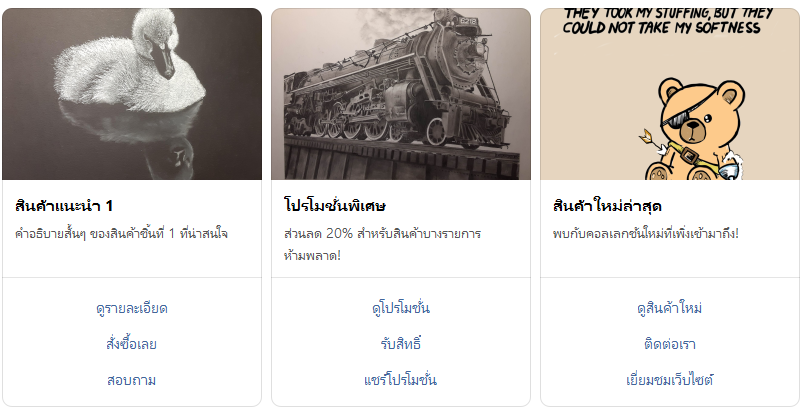 THEY TOOK MY STUFFING, BUT THEY
COULD NOT TAKE MY SOFTNESS
สินค้าแนะนำ 1
คำอธิบายสั้นๆ ของสินค้าชิ้นที่ 1 ที่น่าสนใจ
ดูรายละเอียด
สั่งซื้อเลย
สอบถาม
โปรโมชั่นพิเศษ
ส่วนลด 20% สำหรับสินค้าบางรายการ
ห้ามพลาด!
ดูโปรโมชั่น
รับสิทธิ์
แชร์โปรโมชั่น
สินค้าใหม่ล่าสุด
พบกับคอลเลกชันใหม่ที่เพิ่งเข้ามาถึง!
ดูสินค้าใหม่
ติดต่อเรา
เยี่ยมชมเว็บไซต์